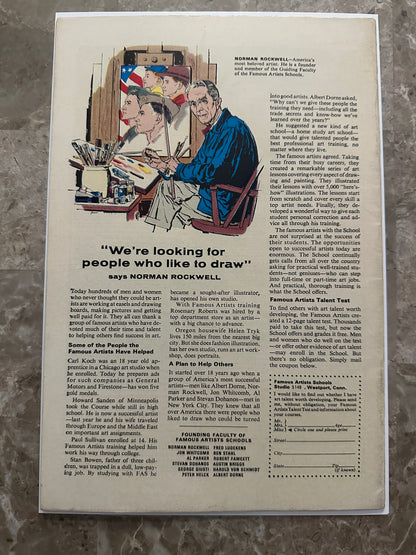 NORMAN ROCKWELL—America's
most beloved artist. He is a founder
and member of the Guiding Faculty
of the Famous Artists Schools.
"We're looking for
people who like to draw"
says NORMAN ROCKWELL
Today hundreds of men and women
who never thought they could be art-
ists are working at easels and drawing
boards, making pictures and getting
well paid for it. They all can thank a
group of famous artists who have de-
voted much of their time and talent
to helping others find success in art.
Some of the People the
Famous Artists Have Helped
Carl Koch was an 18 year old ap-
prentice in a Chicago art studio when
he enrolled. Today he prepares ads
for such companies as General
Motors and Firestone—has won five
gold medals.
Howard Sanden of Minneapolis
took the Course while still in high
school. He is now a successful artist
—last year he and his wife traveled
through Europe and the Middle East
on important art assignments.
Paul Sullivan enrolled at 14. His
Famous Artists training helped him
work his way through college.
Stan Bowen, father of three chil-
dren, was trapped in a dull, low-pay-
ing job. By studying with FAS he
became a sought-after illustrator,
has opened his own studio.
With Famous Artists training
Rosemary Roberts was hired by a
top department store as an artist—
with a big chance to advance.
Oregon housewife Helen Tryk
lives 150 miles from the nearest big
city. But she does fashion illustration,
has her own studio, runs an art work-
shop, does portraits.
A Plan to Help Others
It started over 18 years ago when a
group of America's most successful
artists—men like Albert Dorne, Nor-
man Rockwell, Jon Whitcomb, Al
Parker and Stevan Dohanos—met in
New York City. They knew that all
over America there were people who
liked to draw who could be turned
FOUNDING FACULTY OF
FAMOUS ARTISTS SCHOOLS
NORMAN ROCKWELL FRED LUDEKENS
JON WHITCOMB BEN STAHL
AL PARKER ROBERT FAWCETT
STEVAN DOHANOS AUSTIN BRIGGS
GEORGE GIUSTI HAROLD VON SCHMIDT
PETER HELCK ALBERT DORNE
into good artists. Albert Dorne asked,
"Why can't we give these people the
training they need—including all the
trade secrets and know-how we've
learned over the years?"
He suggested a new kind of art
school—a home study art school—
that would give talented people the
best professional art training, no
matter where they live.
The famous artists agreed. Taking
time from their busy careers, they
created a remarkable series of art
lessons covering every aspect of draw-
ing and painting. They illustrated
their lessons with over 5,000 "here's-
how" illustrations. The lessons start
from scratch and cover every skill a
top artist needs. Finally, they de-
veloped a wonderful way to give each
student personal correction and ad-
vice all through his training.
The famous artists with the School
are not surprised at the success of
their students. The opportunities
open to successful artists today are
enormous. The School continually
gets calls from all over the country
asking for practical well-trained stu-
dents—not geniuses—who can step
into full-time or part-time art jobs.
And practical, thorough training is
what the School offers.
Famous Artists Talent Test
To find others with art talent worth
developing, the Famous Artists cre-
ated a 12-page talent test. Thousands
paid to take this test, but now the
School offers and grades it free. Men
and women who do well on the test
—or offer other evidence of art talent
—may enroll in the School. But
there's no obligation. Simply mail
the coupon below.
Famous Artists Schools
Westport, Conn.
I would like to find out whether I have
art talent worth developing. Please send
me, without obligation, your Famous
Artists Talent Test and information about
your courses.
Mr.
Mrs.
Miss
Circle one and please print
Street
City
State
(If known)